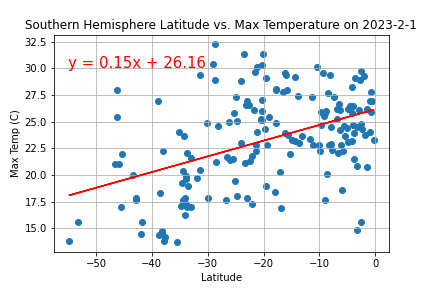 Southern Hemisphere Latitude vs. Max Temperature on 2023-2-1
32.5
y = 0.15x + 26.16
30.0
27.5
25.0
22.5
20.0
17.5
15.0
Max Temp (C)
−50 −40 −30 −20 −10 0
Latitude